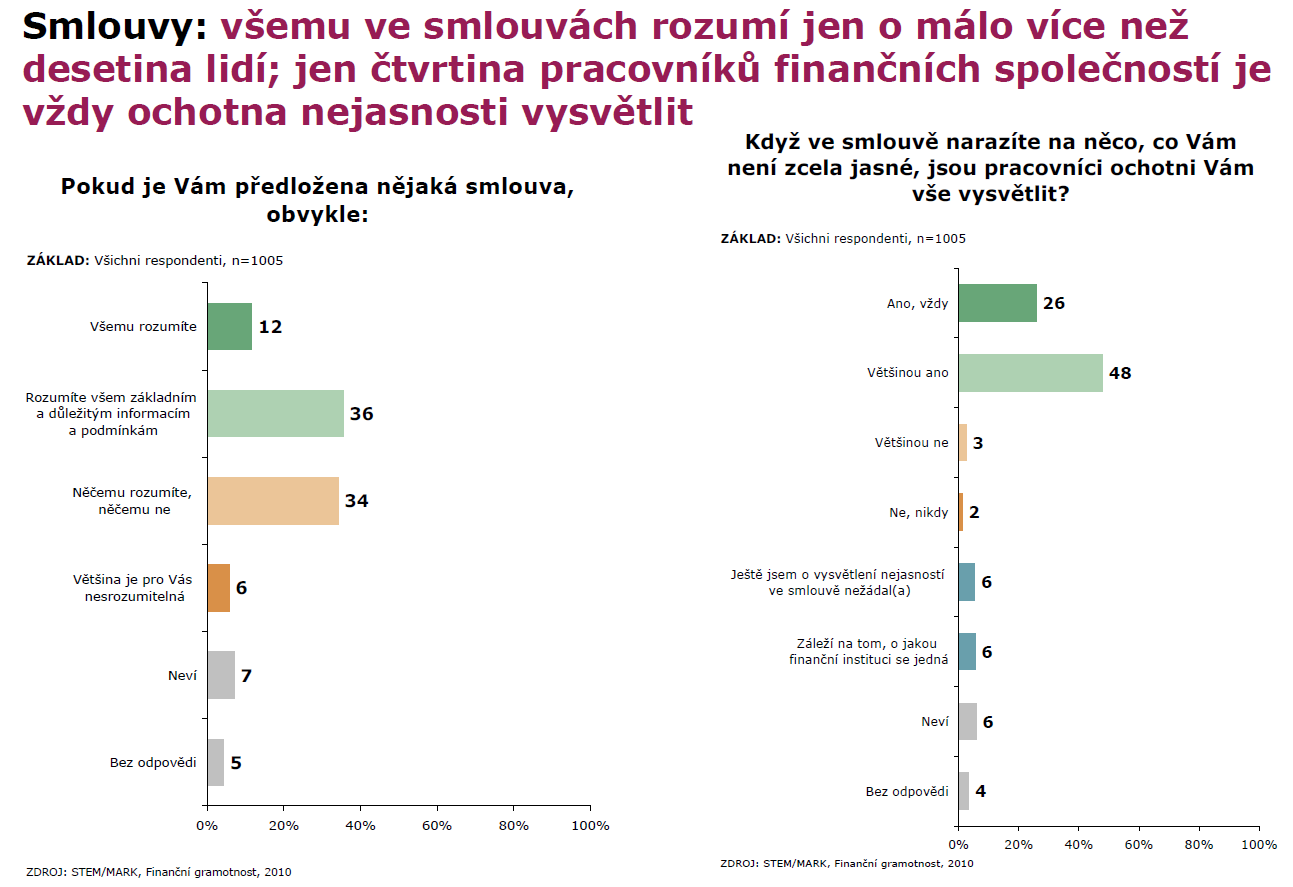 Smlouvy: všemu ve smlouvách rozumí jen o málo více než
desetina lidí; jen čtvrtina pracovníků finančních společností je
vždy ochotna nejasnosti vysvětlit
Pokud je Vám předložena nějaká smlouva,
obvykle:
ZÁKLAD: Všichni respondenti, n=1005
Všemu rozumíte
12
Rozumíte všem základním
a důležitým informacím
a podmínkám
36
Něčemu rozumíte,
něčemu ne
34
Většina je pro Vás
nesrozumitelná
6
Neví
7
Bez odpovědi
5
0% 20% 40% 60% 80% 100%
ZDROJ: STEM/MARK, Finanční gramotnost, 2010
Když ve smlouvě narazíte na něco, co Vám
není zcela jasné, jsou pracovníci ochotni Vám
vše vysvětlit?
ZÁKLAD: Všichni respondenti, n=1005
Ano, vždy
26
Většinou ano
48
Většinou ne
3
Ne, nikdy
2
Ještě jsem o vysvětlení nejasností
ve smlouvě nežádal(a)
6
Záleží na tom, o jakou
finanční instituci se jedná
6
Neví
6
Bez odpovědi
4
0% 20% 40% 60% 80% 100%
ZDROJ: STEM/MARK, Finanční gramotnost, 2010